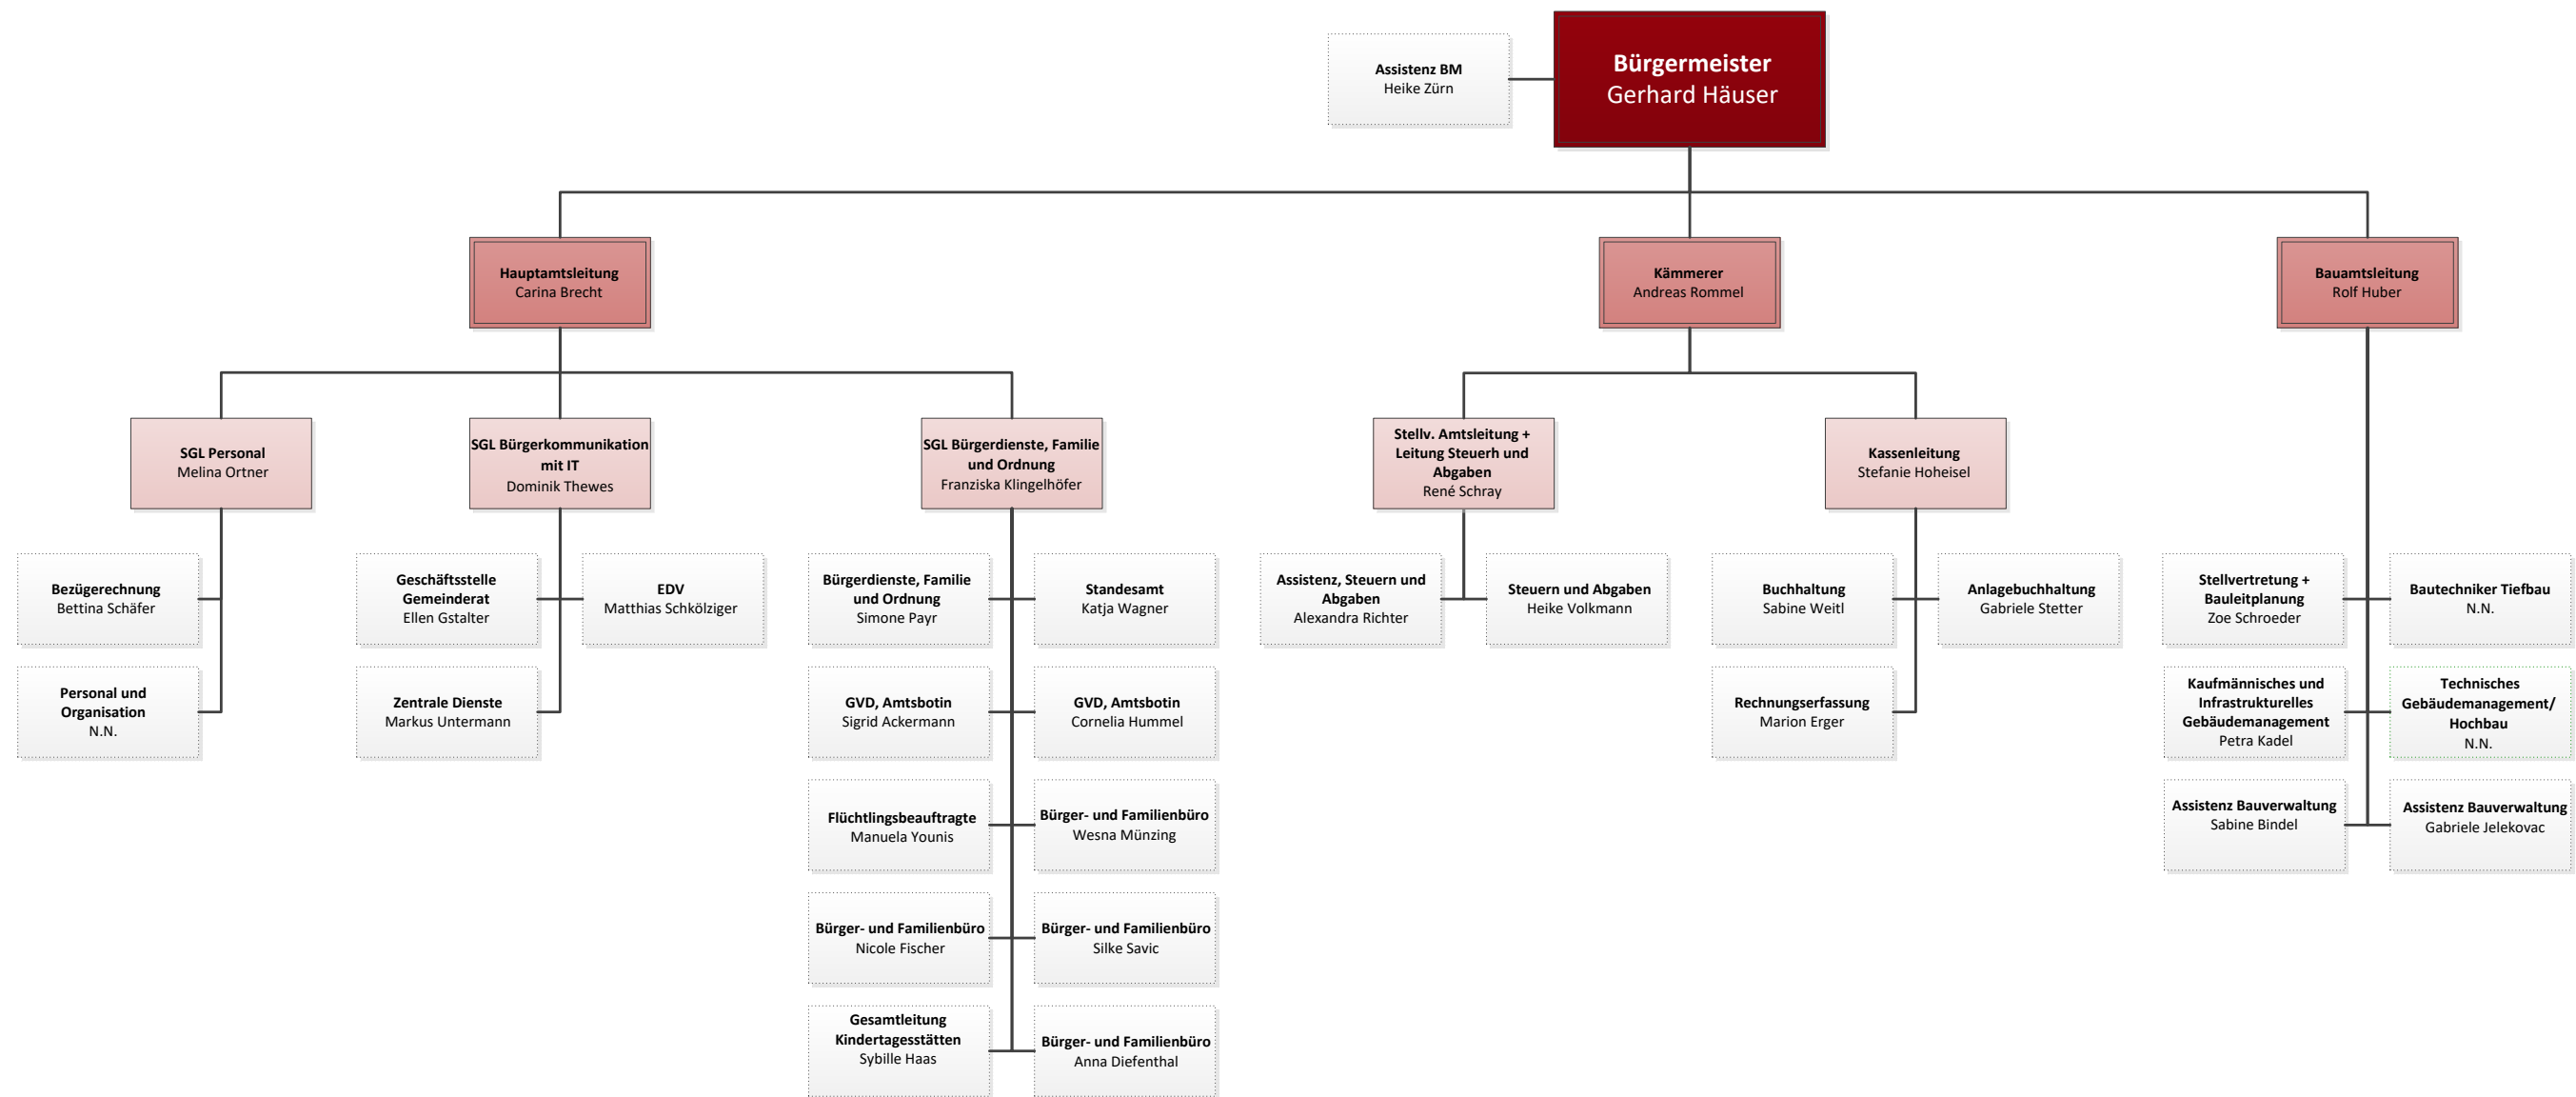 Assistenz BM
Heike Zürn
Bürgermeister
Gerhard Häuser
Hauptamtsleitung
Carina Brecht
Kämmerer
Andreas Rommel
Bauamtsleitung
Rolf Huber
SGL Personal
Melina Ortner
SGL Bürgerkommunikation
mit IT
Dominik Thewes
SGL Bürgerdienste, Familie
und Ordnung
Franziska Klingelhöfer
Stellv. Amtsleitung +
Leitung Steuerh und
Abgaben
René Schray
Kassenleitung
Stefanie Hoheisel
Bezügerechnung
Bettina Schäfer
Geschäftsstelle
Gemeinderat
Ellen Gstalter
EDV
Matthias Schkölziger
Bürgerdienste, Familie
und Ordnung
Simone Payr
Standesamt
Katja Wagner
Assistenz, Steuern und
Abgaben
Alexandra Richter
Steuern und Abgaben
Heike Volkmann
Buchhaltung
Sabine Weitl
Anlagebuchhaltung
Gabriele Stetter
Stellvertretung +
Bauleitplanung
Zoe Schroeder
Bautechniker Tiefbau
N.N.
Personal und
Organisation
N.N.
Zentrale Dienste
Markus Untermann
GVD, Amtsbotin
Sigrid Ackermann
GVD, Amtsbotin
Cornelia Hummel
Rechnungserfassung
Marion Erger
Kaufmännisches und
Infrastrukturelles
Gebäudemanagement
Petra Kadel
Technisches
Gebäudemanagement/
Hochbau
N.N.
Flüchtlingsbeauftragte
Manuela Younis
Bürger- und Familienbüro
Wesna Münzing
Assistenz Bauverwaltung
Sabine Bindel
Assistenz Bauverwaltung
Gabriele Jelekovac
Bürger- und Familienbüro
Nicole Fischer
Bürger- und Familienbüro
Silke Savic
Gesamtleitung
Kindertagesstätten
Sybille Haas
Bürger- und Familienbüro
Anna Diefenthal